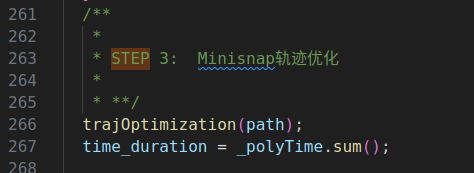 261 /**
262 *
263 * STEP 3:  Minisnap轨迹优化
264 *
265 * **/
266 trajOptimization(path);
267 time_duration = _polyTime.sum();
268